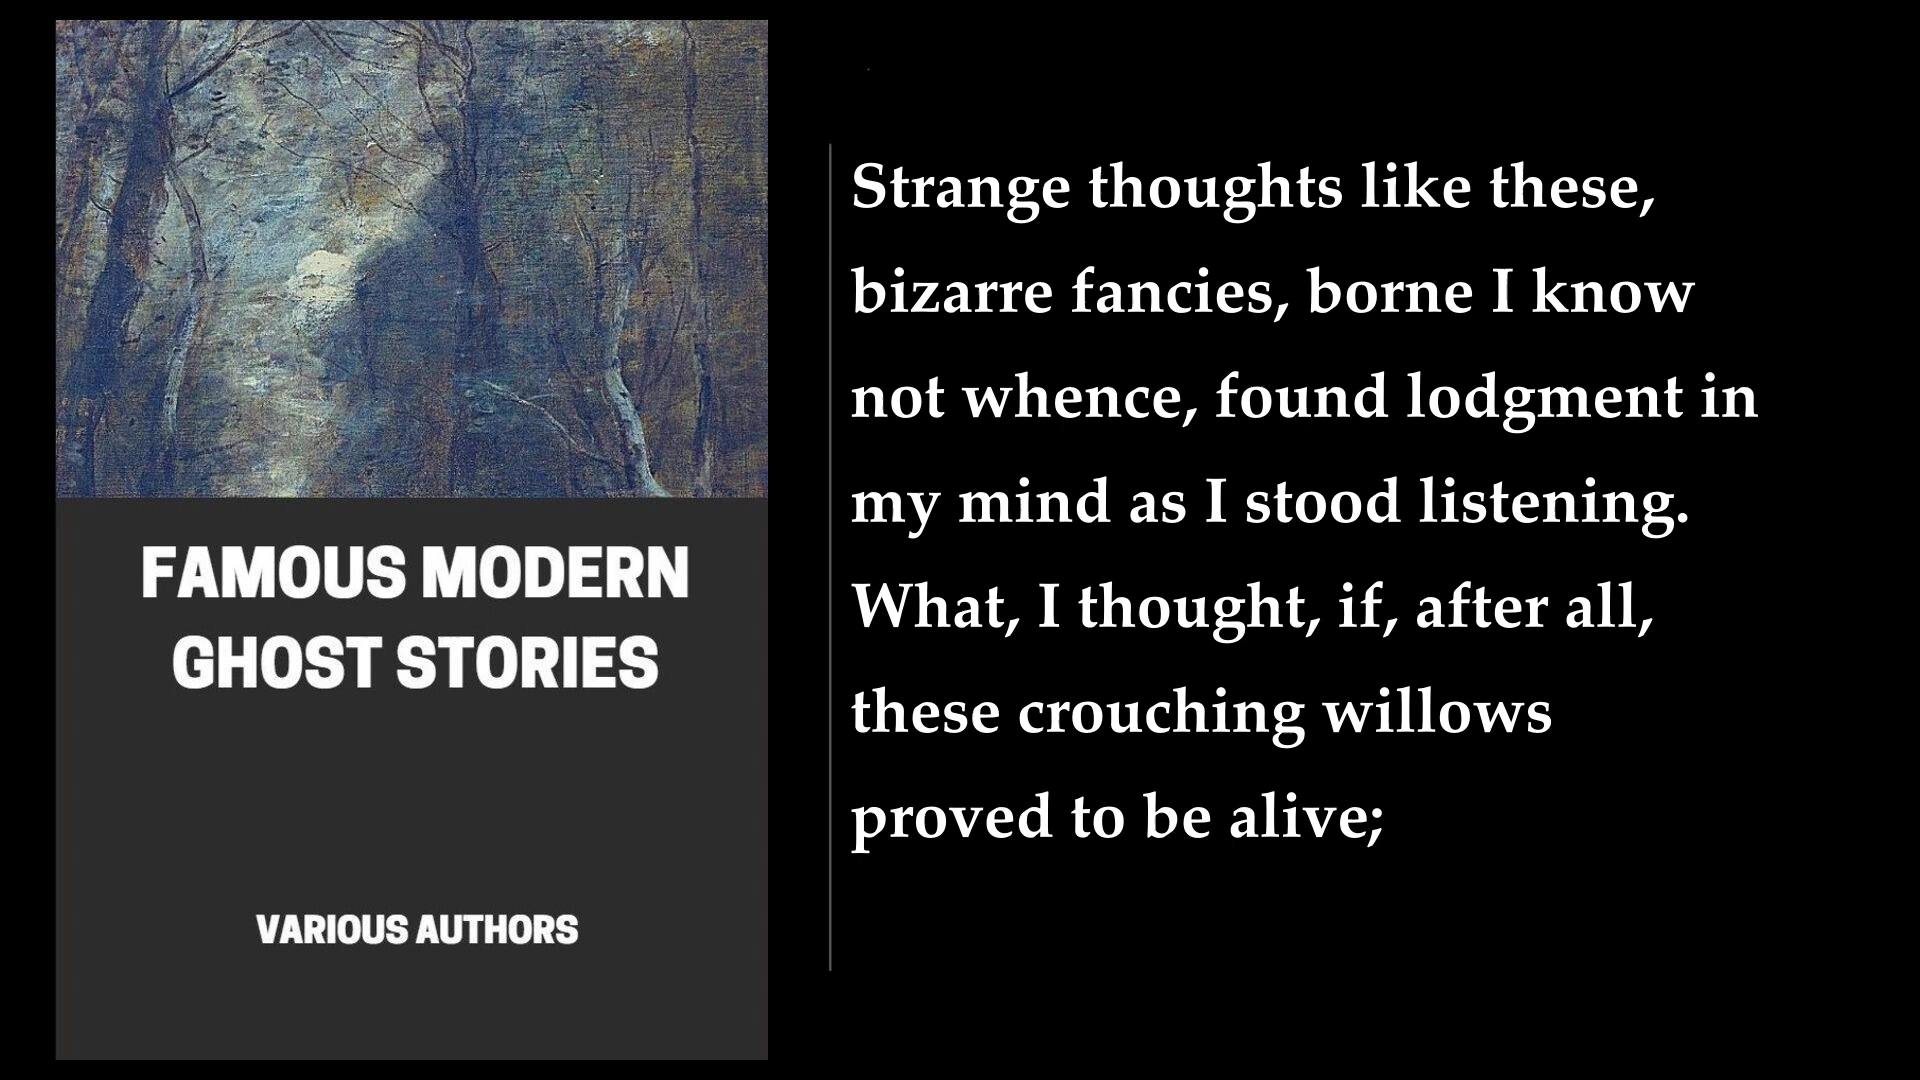 FAMOUS MODERN
GHOST STORIES
VARIOUS AUTHORS
Strange thoughts like these,
bizarre fancies, borne I know
not whence, found lodgment in
my mind as I stood listening.
What, I thought, if, after all,
these crouching willows
proved to be alive;